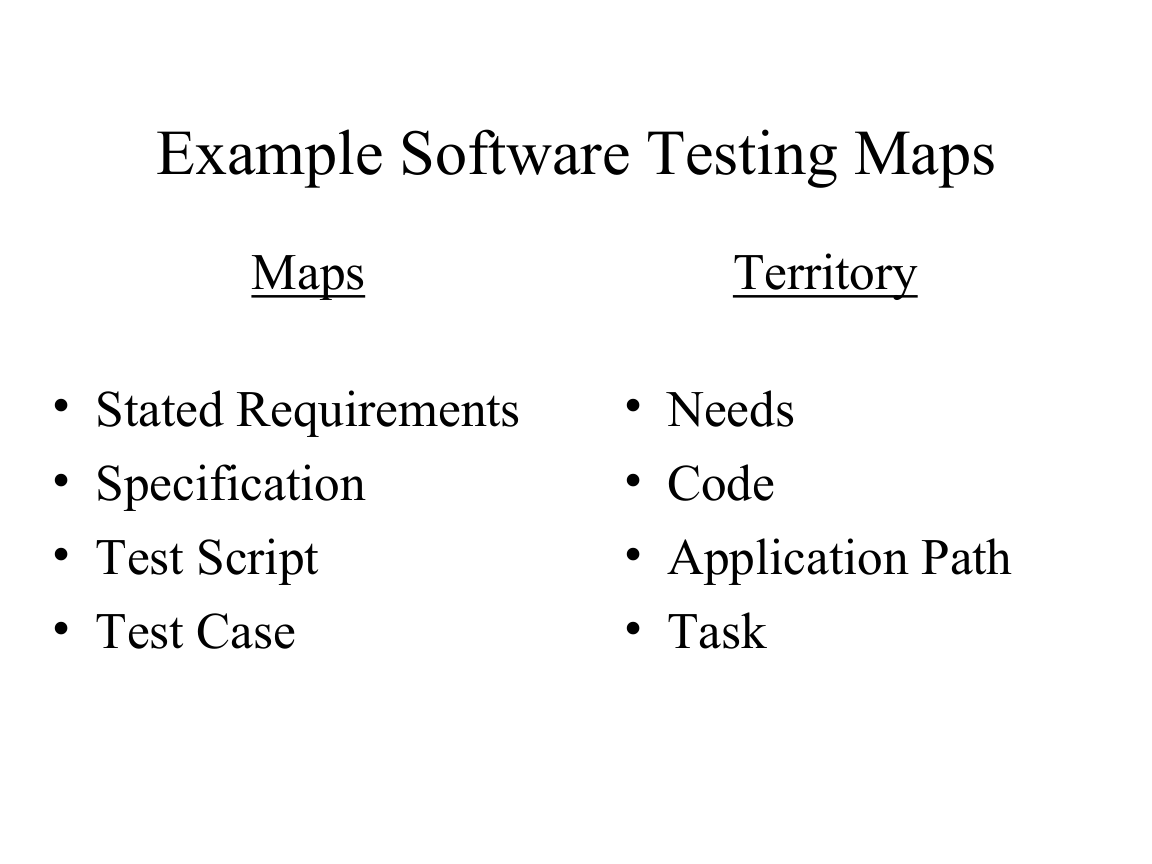 Example Software Testing Maps
Maps
Territory
• Stated Requirements
• Specification
• Test Script
• Test Case
• Needs
• Code
• Application Path
• Task